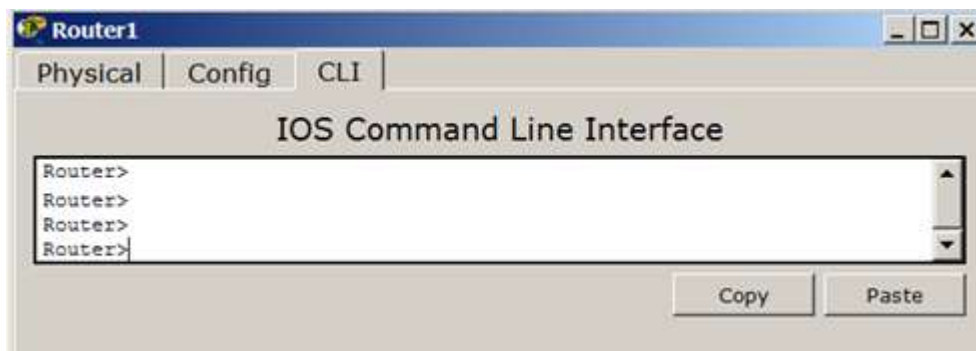 Router1
Physical Config CLI
IOS Command Line Interface
Router>
Router>
Router>
Router>
Copy Paste